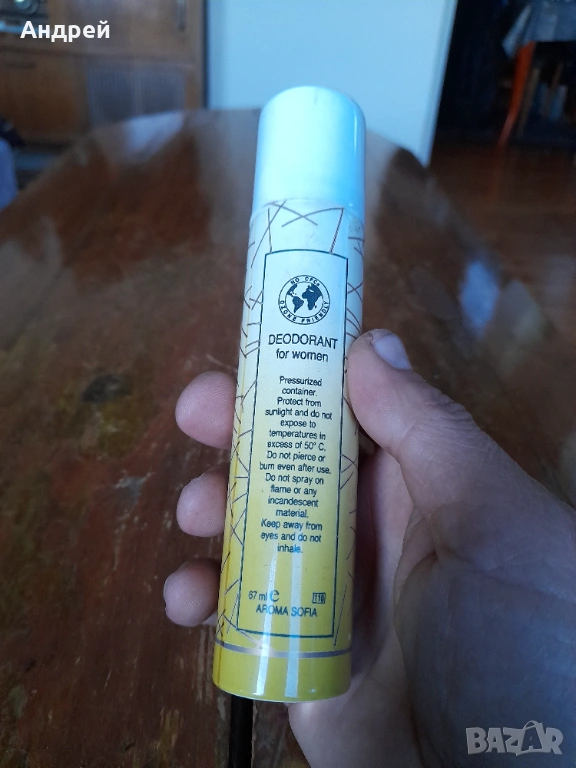 Андрей
NO CFCs
OZONE FRIENDLY
DEODORANT
for women
Pressurized
container.
Protect from
sunlight and do not
expose to
temperatures in
excess of 50° C.
Do not pierce or
burn even after use.
Do not spray on
flame or any
incandescent
material.
Keep away from
eyes and do not
inhale.
67 ml e
AROMA SOFIA
BAZAR